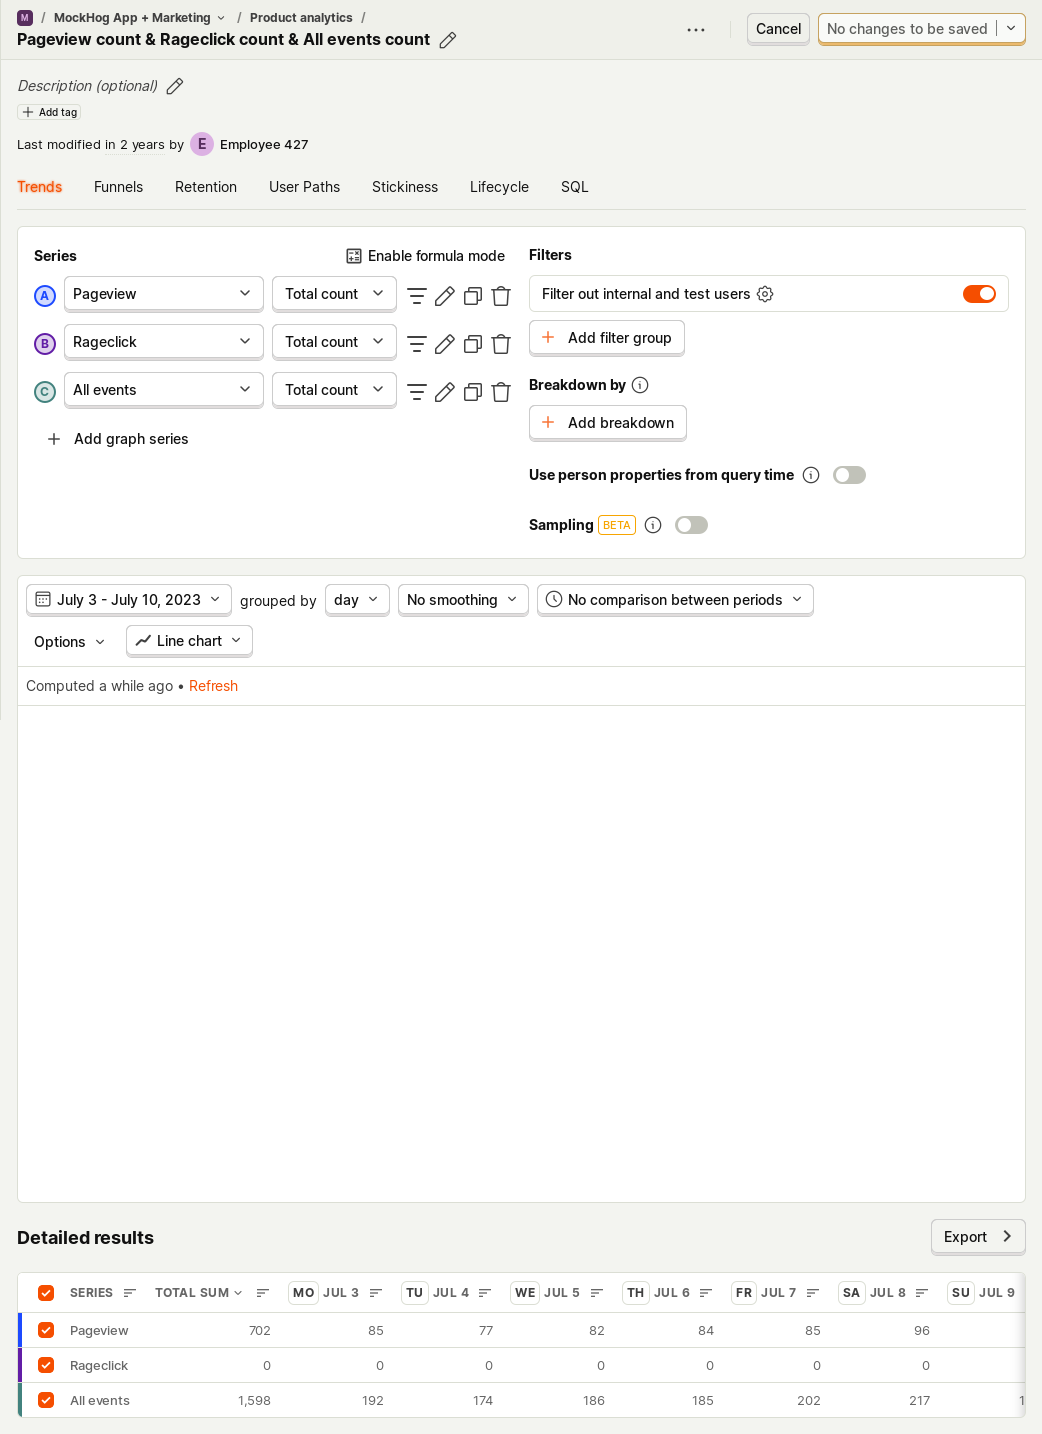 M / MockHog App + Marketing / Product analytics /
Pageview count & Rageclick count & All events count
Cancel
No changes to be saved
Description (optional)
Add tag
Last modified in 2 years by E Employee 427
Trends Funnels Retention User Paths Stickiness Lifecycle SQL
Series
Enable formula mode
A Pageview Total count
B Rageclick Total count
C All events Total count
Add graph series
Filters
Filter out internal and test users
Add filter group
Breakdown by
Add breakdown
Use person properties from query time
Sampling BETA
July 3 - July 10, 2023 grouped by day No smoothing No comparison between periods
Options Line chart
Computed a while ago • Refresh
Detailed results
Export
SERIES TOTAL SUM MO JUL 3 TU JUL 4 WE JUL 5 TH JUL 6 FR JUL 7 SA JUL 8 SU JUL 9
Pageview 702 85 77 82 84 85 96
Rageclick 0 0 0 0 0 0 0
All events 1,598 192 174 186 185 202 217